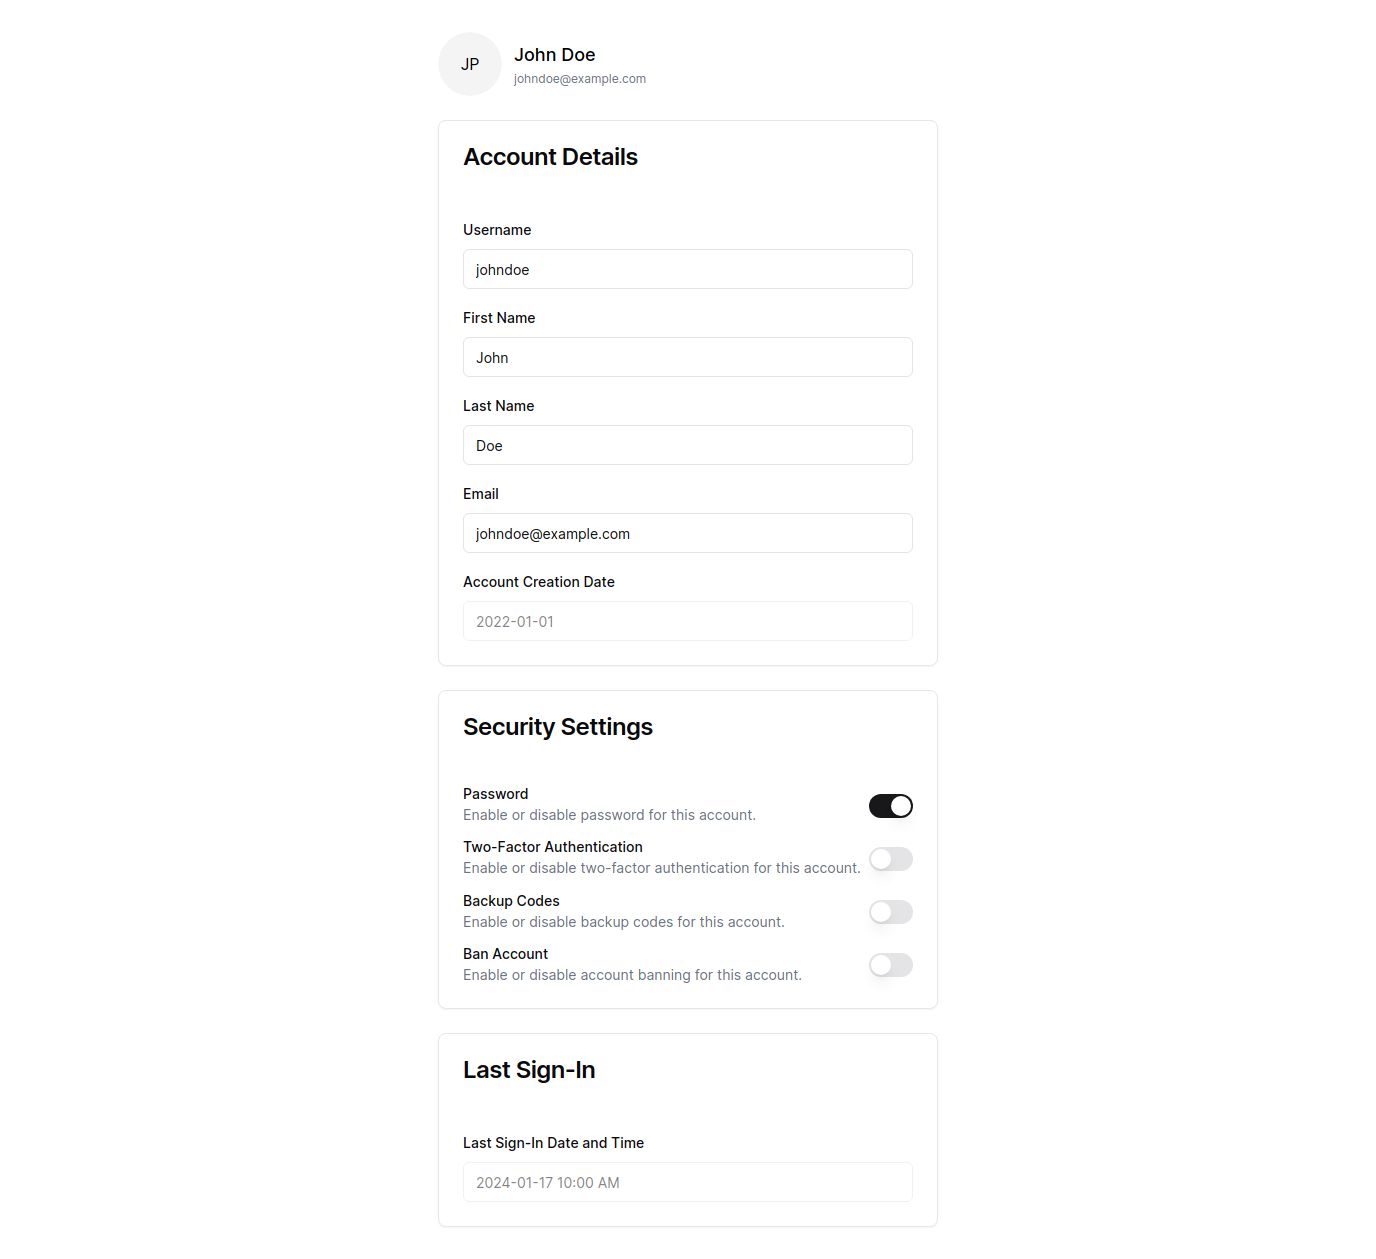 JP
John Doe
johndoe@example.com
Account Details
Username
johndoe
First Name
John
Last Name
Doe
Email
johndoe@example.com
Account Creation Date
2022-01-01
Security Settings
Password
Enable or disable password for this account.
Two-Factor Authentication
Enable or disable two-factor authentication for this account.
Backup Codes
Enable or disable backup codes for this account.
Ban Account
Enable or disable account banning for this account.
Last Sign-In
Last Sign-In Date and Time
2024-01-17 10:00 AM